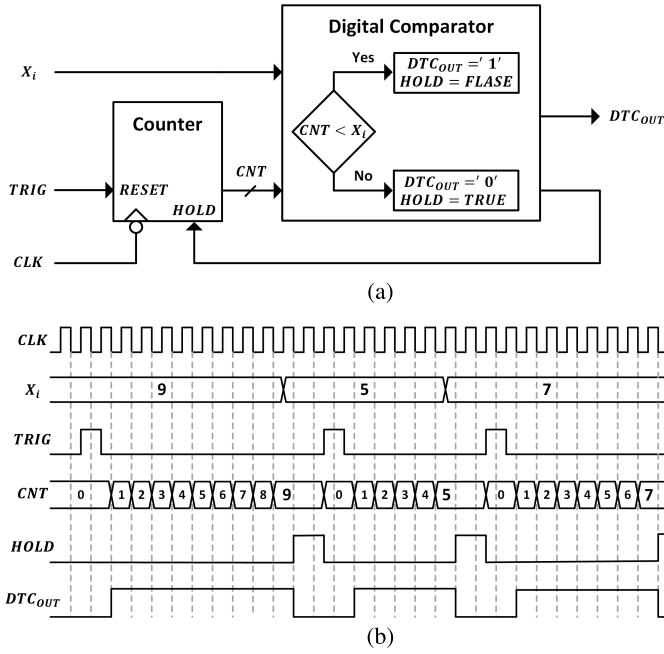 Digital Comparator
X_i
Yes
DTC_OUT =' 1'
HOLD = FLASE
Counter
CNT < X_i
DTC_OUT
CNT
No
TRIG
RESET
DTC_OUT =' 0'
HOLD = TRUE
HOLD
CLK
(a)
CLK
X_i 9 5 7
TRIG
CNT 0 1 2 3 4 5 6 7 8 9 0 1 2 3 4 5 0 1 2 3 4 5 6 7
HOLD
DTC_OUT
(b)